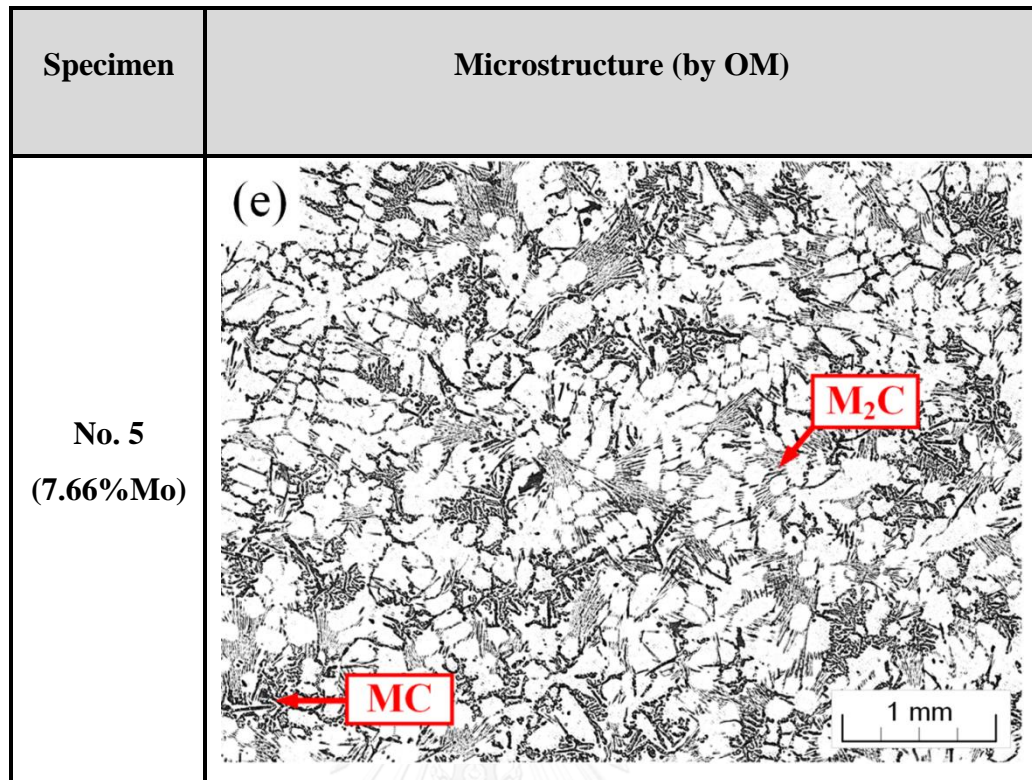 Specimen
Microstructure (by OM)
No. 5
(7.66%Mo)
(e)
M₂C
MC
1 mm